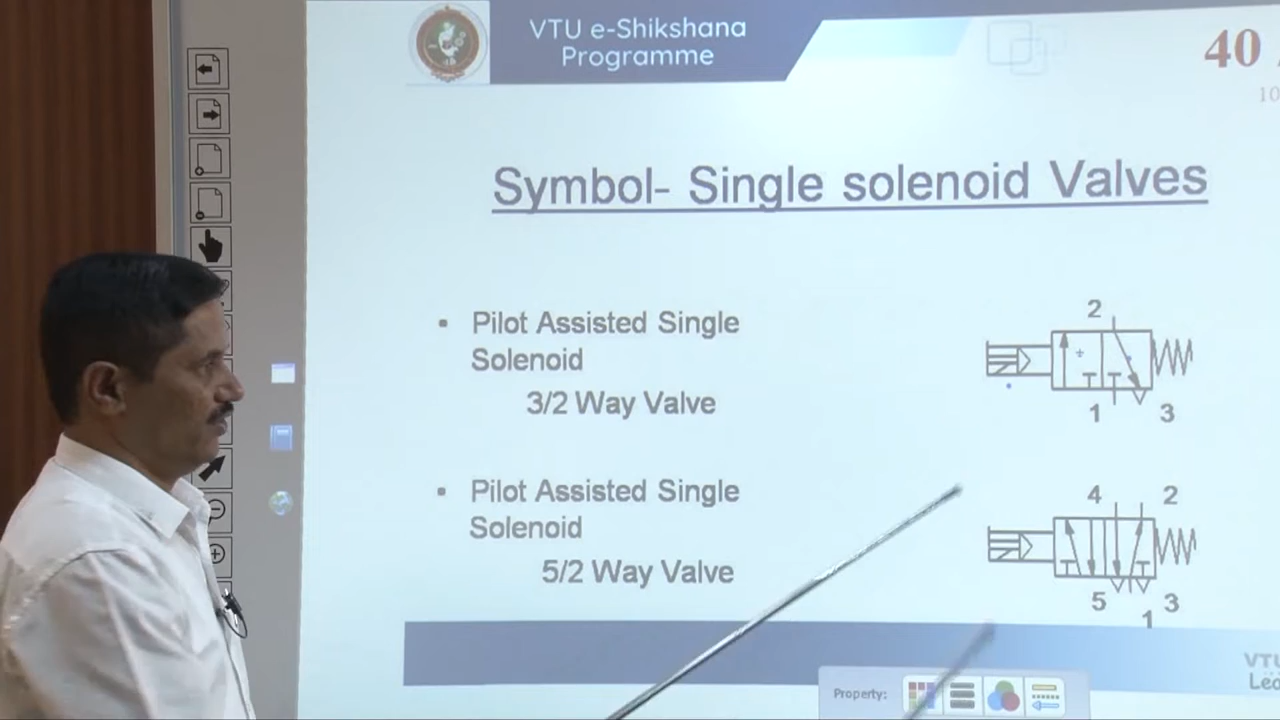 VTU e-Shikshana
Programme
40
10
Symbol- Single solenoid Valves
• Pilot Assisted Single
Solenoid
3/2 Way Valve
2
1 3
• Pilot Assisted Single
Solenoid
5/2 Way Valve
4 2
5 3
1
VTU
Property: